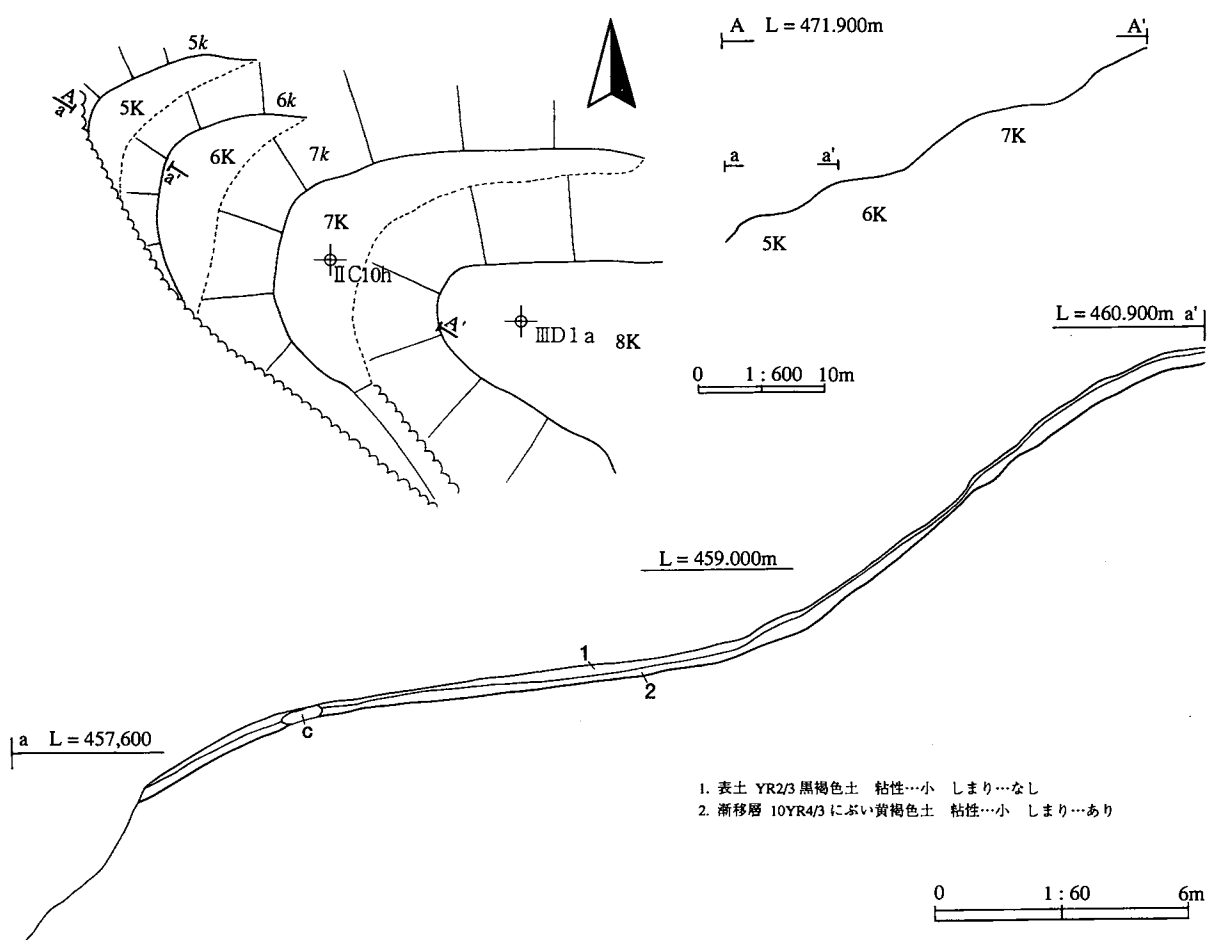 5k
A
a
5K
6k
6K
a'
7k
7K
ⅡC10h
A'
ⅢD1a
8K
A L = 471.900m
A'
7K
a
a'
6K
5K
0 1 : 600 10m
L = 460.900m a'
L = 459.000m
1
2
c
a L = 457,600
1. 表土 YR2/3 黒褐色土 粘性…小 しまり…なし
2. 漸移層 10YR4/3 にぶい黄褐色土 粘性…小 しまり…あり
0 1 : 60 6m